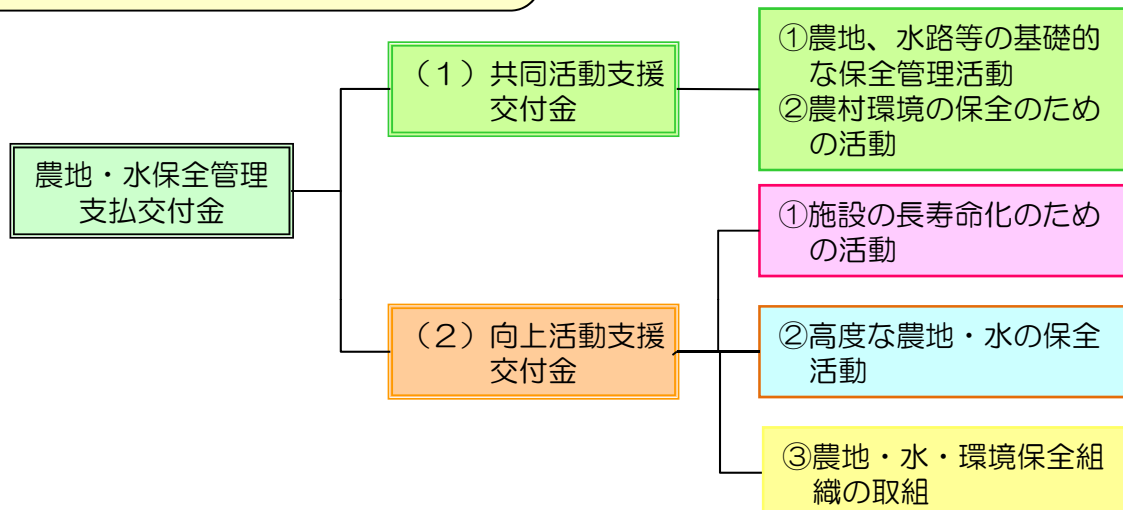 農地・水保全管理
支払交付金
（１）共同活動支援
交付金
①農地、水路等の基礎的
な保全管理活動
②農村環境の保全のため
の活動
（２）向上活動支援
交付金
①施設の長寿命化のため
の活動
②高度な農地・水の保全
活動
③農地・水・環境保全組
織の取組